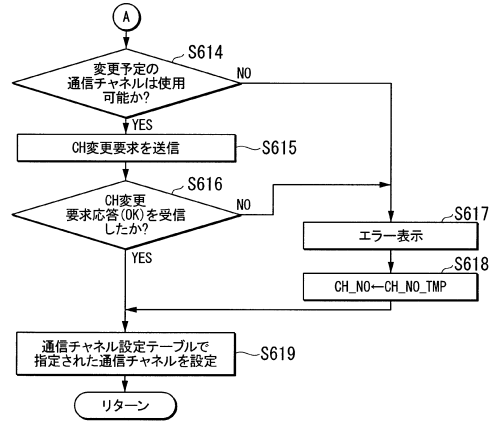 A
S614
変更予定の
通信チャネルは使用
可能か?
NO
YES
CH変更要求を送信
S615
S616
CH変更
要求応答(OK)を受信
したか?
NO
YES
S617
エラー表示
S618
CH_NO←CH_NO_TMP
通信チャネル設定テーブルで
指定された通信チャネルを設定
S619
リターン